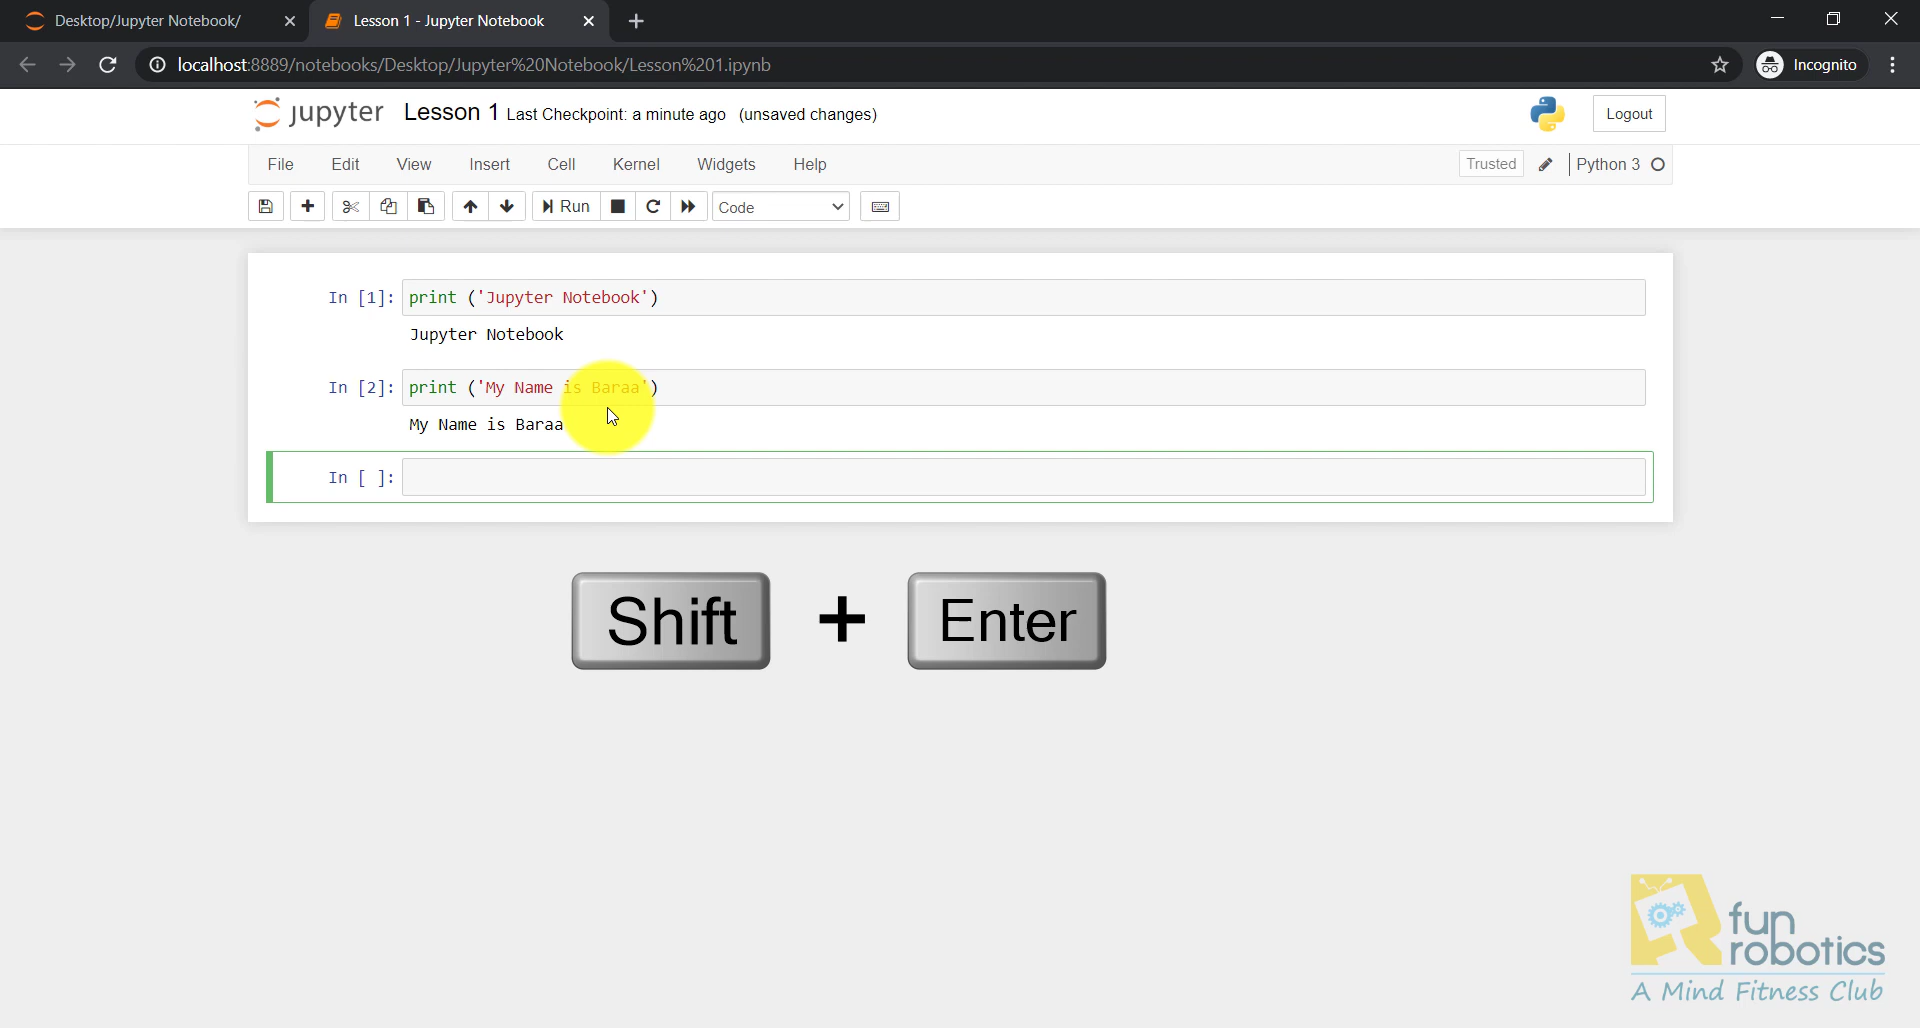 Desktop/Jupyter Notebook/
Lesson 1 - Jupyter Notebook
localhost:8889/notebooks/Desktop/Jupyter%20Notebook/Lesson%201.ipynb
Incognito
jupyter Lesson 1 Last Checkpoint: a minute ago (unsaved changes)
Logout
File Edit View Insert Cell Kernel Widgets Help
Trusted Python 3
Run Code
In [1]: print ('Jupyter Notebook')
Jupyter Notebook
In [2]: print ('My Name is Baraa')
My Name is Baraa
In [ ]:
Shift + Enter
fun
robotics
A Mind Fitness Club